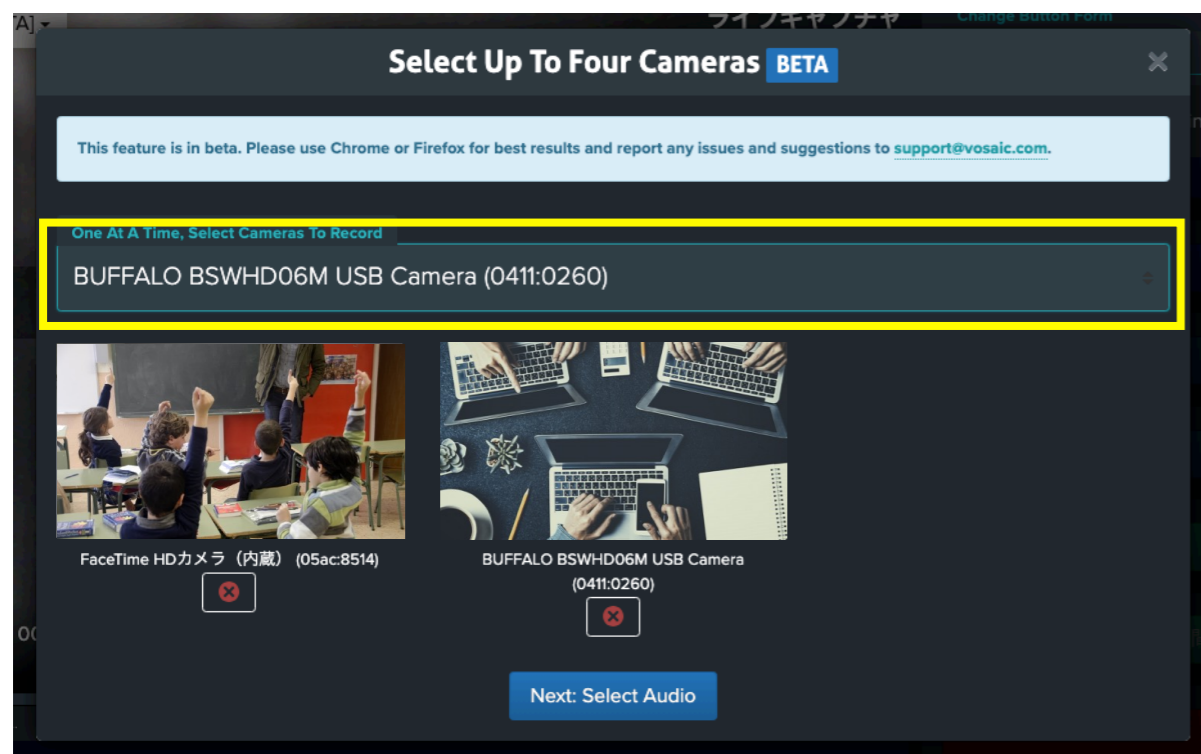 TA]
ライブキャプチャ
Change Button Form
Select Up To Four Cameras BETA
This feature is in beta. Please use Chrome or Firefox for best results and report any issues and suggestions to support@vosaic.com.
One At A Time, Select Cameras To Record
BUFFALO BSWHD06M USB Camera (0411:0260)
FaceTime HDカメラ（内蔵） (05ac:8514)
BUFFALO BSWHD06M USB Camera
(0411:0260)
00
Next: Select Audio